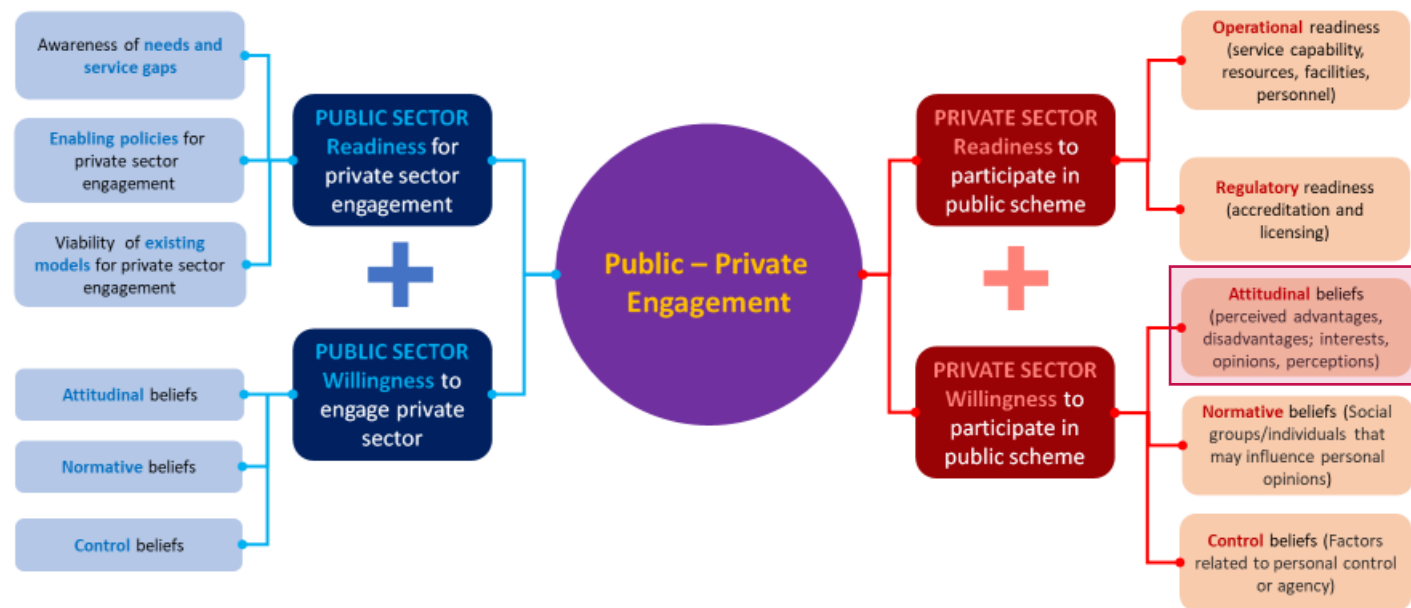 Awareness of needs and
service gaps
Enabling policies for
private sector
engagement
Viability of existing
models for private sector
engagement
PUBLIC SECTOR
Readiness for
private sector
engagement
Attitudinal beliefs
Normative beliefs
Control beliefs
PUBLIC SECTOR
Willingness to
engage private
sector
Public – Private
Engagement
PRIVATE SECTOR
Readiness to
participate in
public scheme
Operational readiness
(service capability,
resources, facilities,
personnel)
Regulatory readiness
(accreditation and
licensing)
PRIVATE SECTOR
Willingness to
participate in
public scheme
Attitudinal beliefs
(perceived advantages,
disadvantages; interests,
opinions, perceptions)
Normative beliefs (Social
groups/individuals that
may influence personal
opinions)
Control beliefs (Factors
related to personal control
or agency)